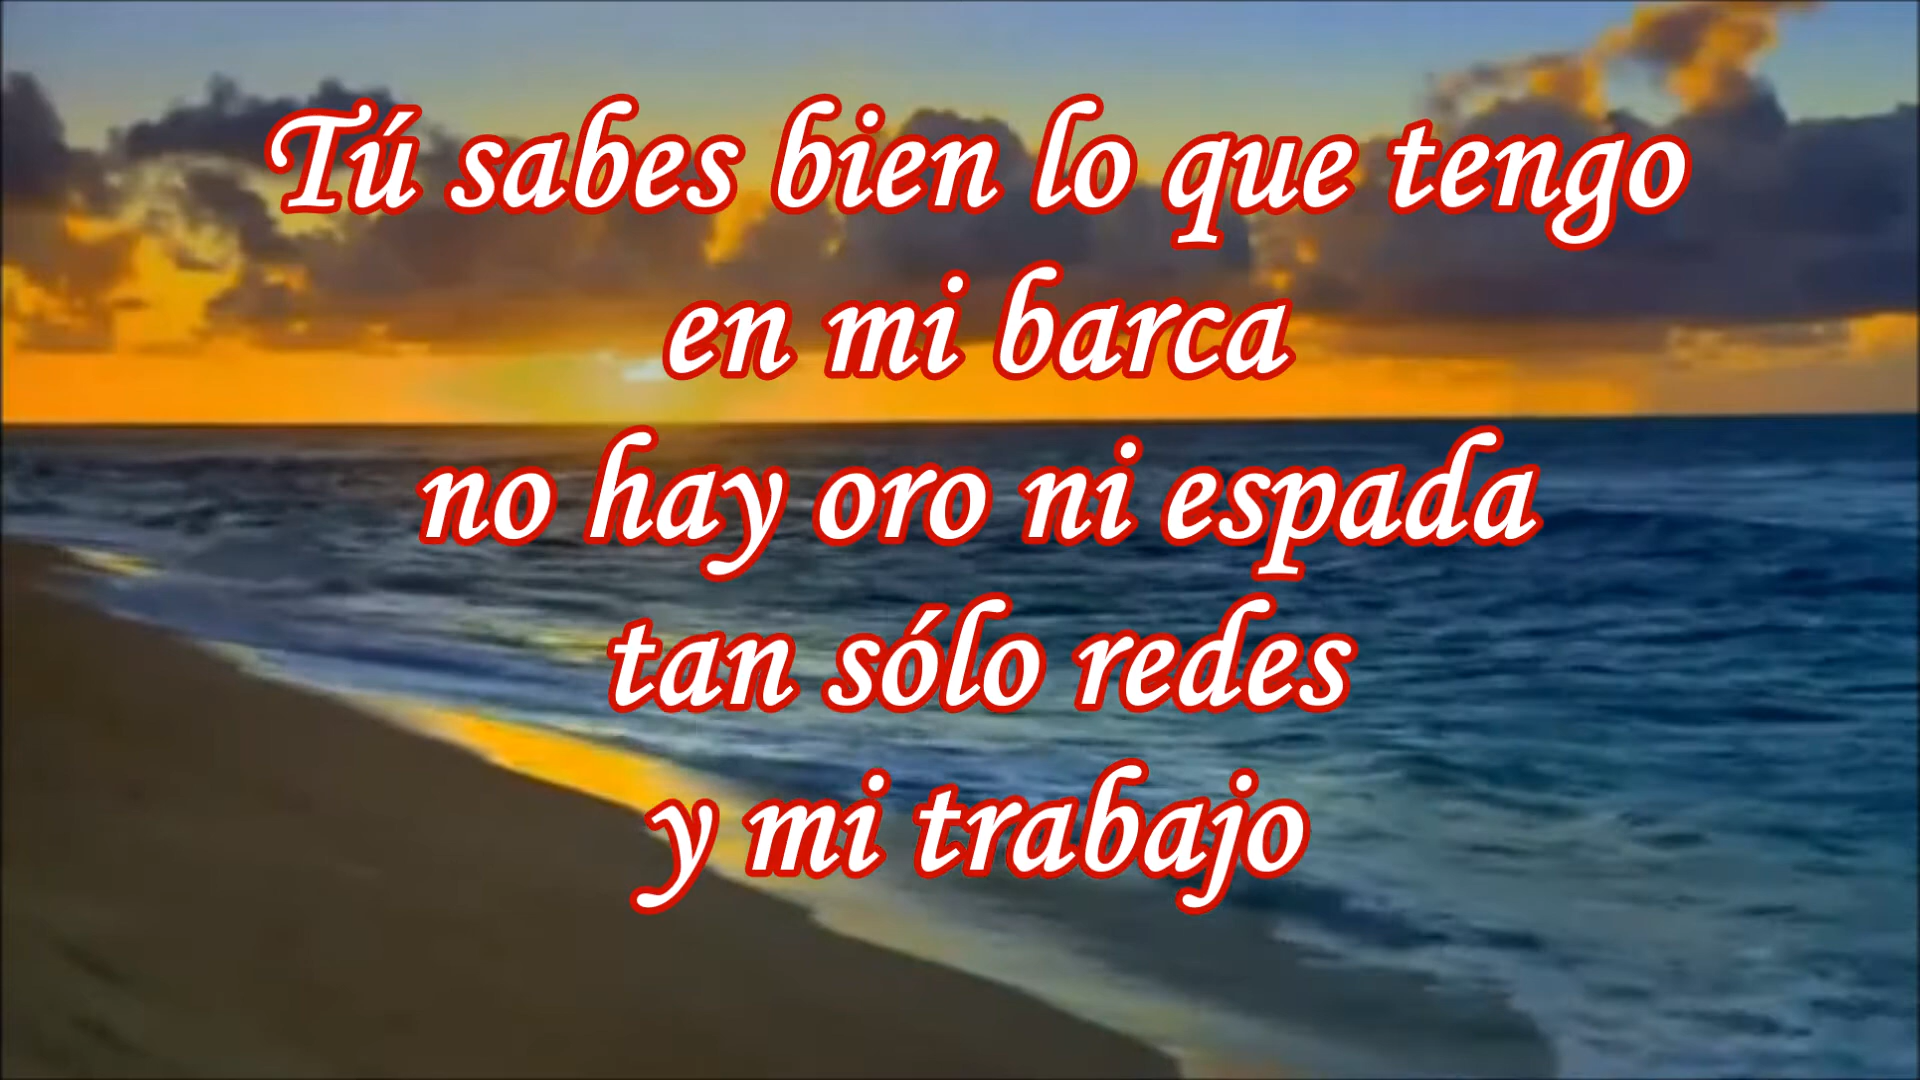 Tú sabes bien lo que tengo
en mi barca
no hay oro ni espada
tan sólo redes
y mi trabajo